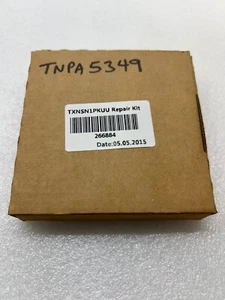 TNPA5349
TXNSN1PKUU Repair Kit
266884
Date:05.05.2015